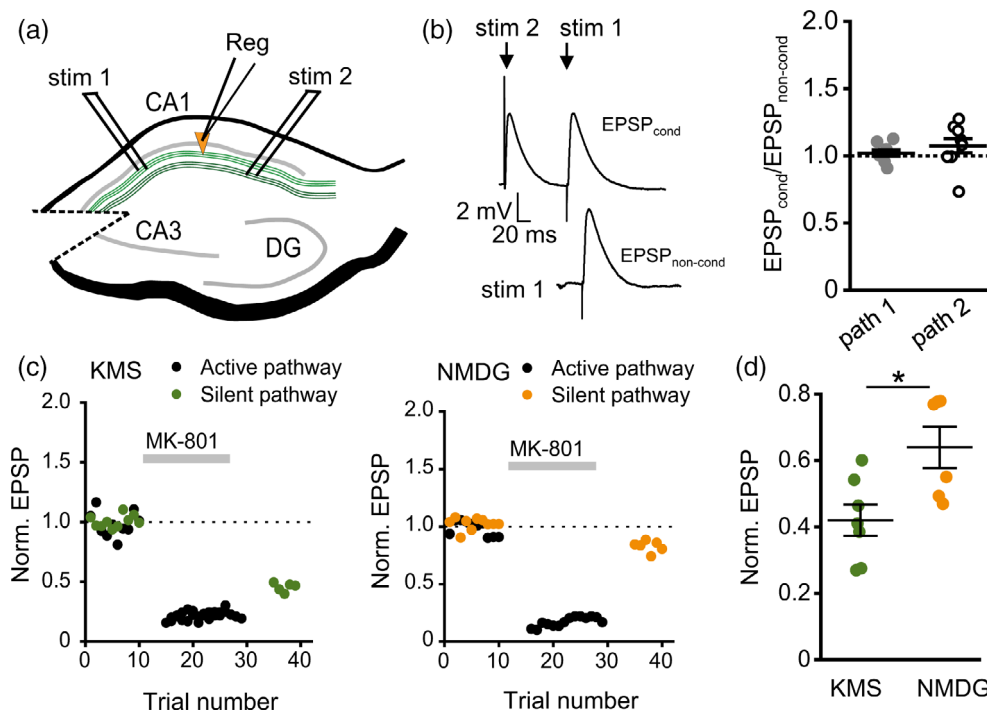 (a)
Reg
stim 1
stim 2
CA1
CA3
DG
(b)
stim 2
stim 1
EPSPcond
2 mV
20 ms
EPSPnon-cond
stim 1
EPSPcond/EPSPnon-cond
2.0
1.5
1.0
0.5
0
path 1
path 2
(c)
KMS
Active pathway
Silent pathway
MK-801
Norm. EPSP
2.0
1.5
1.0
0.5
0
0
10
20
30
40
Trial number
NMDG
Active pathway
Silent pathway
MK-801
Norm. EPSP
2.0
1.5
1.0
0.5
0
0
10
20
30
40
Trial number
(d)
*
Norm. EPSP
0.8
0.6
0.4
0.2
0
KMS
NMDG